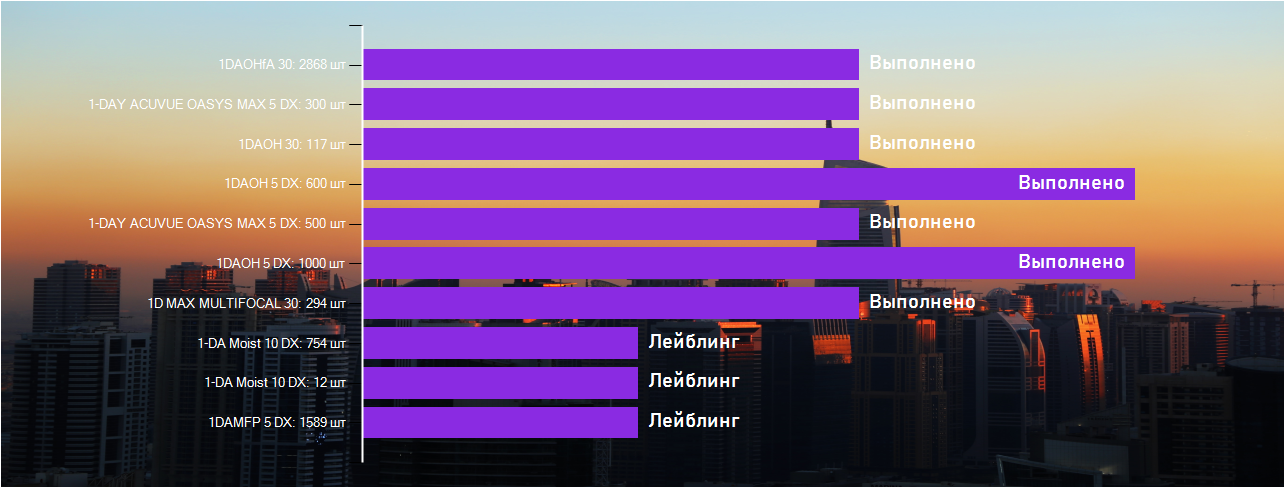 1DAOHfA 30: 2868 шт Выполнено
1-DAY ACUVUE OASYS MAX 5 DX: 300 шт Выполнено
1DAOH 30: 117 шт Выполнено
1DAOH 5 DX: 600 шт Выполнено
1-DAY ACUVUE OASYS MAX 5 DX: 500 шт Выполнено
1DAOH 5 DX: 1000 шт Выполнено
1D MAX MULTIFOCAL 30: 294 шт Выполнено
1-DA Moist 10 DX: 754 шт Лейблинг
1-DA Moist 10 DX: 12 шт Лейблинг
1DAMFP 5 DX: 1589 шт Лейблинг